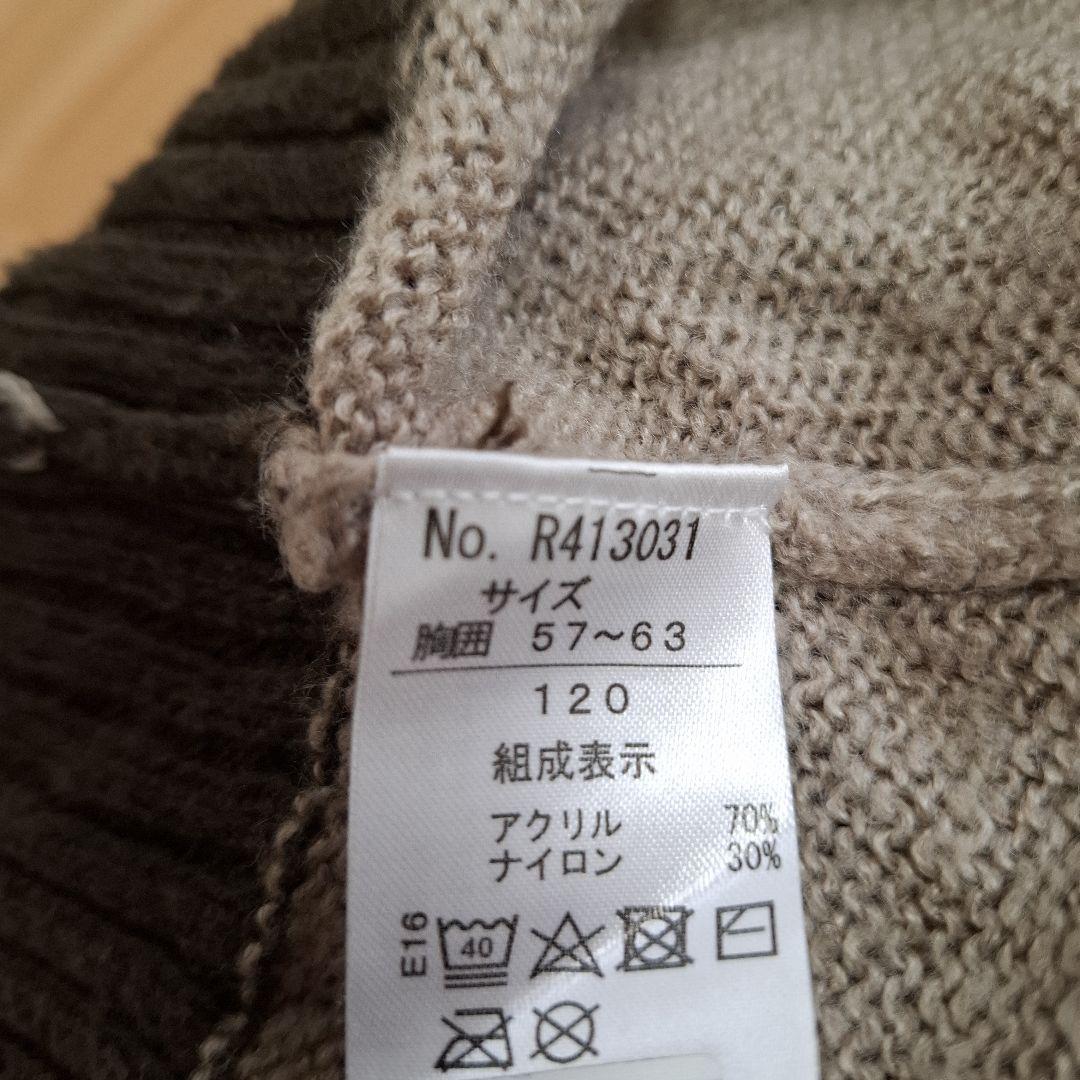 No. R413031
サイズ
胸囲 57～63
120
組成表示
アクリル 70%
ナイロン 30%
E16
40